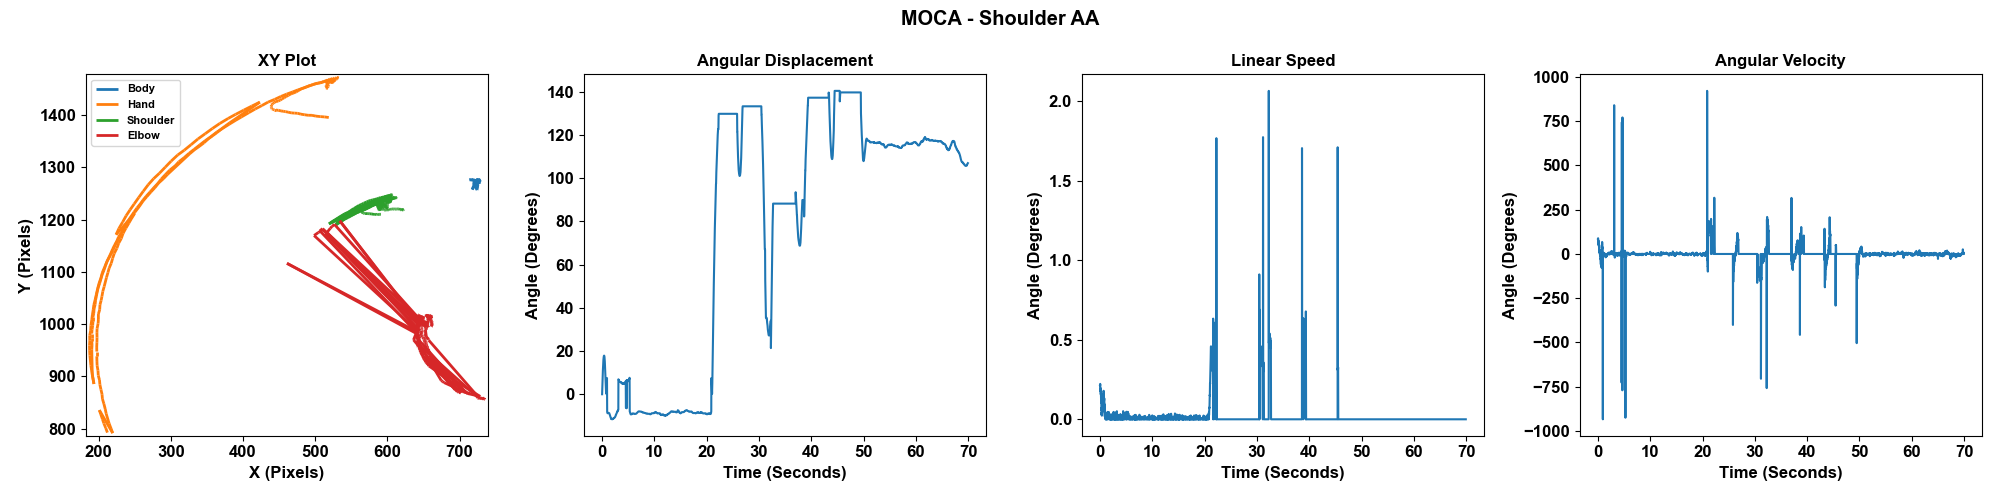 MOCA - Shoulder AA
XY Plot
Body
Hand
Shoulder
Elbow
1400
1300
1200
1100
1000
900
800
200 300 400 500 600 700
Y (Pixels)
X (Pixels)
Angular Displacement
140
120
100
80
60
40
20
0
0 10 20 30 40 50 60 70
Angle (Degrees)
Time (Seconds)
Linear Speed
2.0
1.5
1.0
0.5
0.0
0 10 20 30 40 50 60 70
Angle (Degrees)
Time (Seconds)
Angular Velocity
1000
750
500
250
0
−250
−500
−750
−1000
0 10 20 30 40 50 60 70
Angle (Degrees)
Time (Seconds)